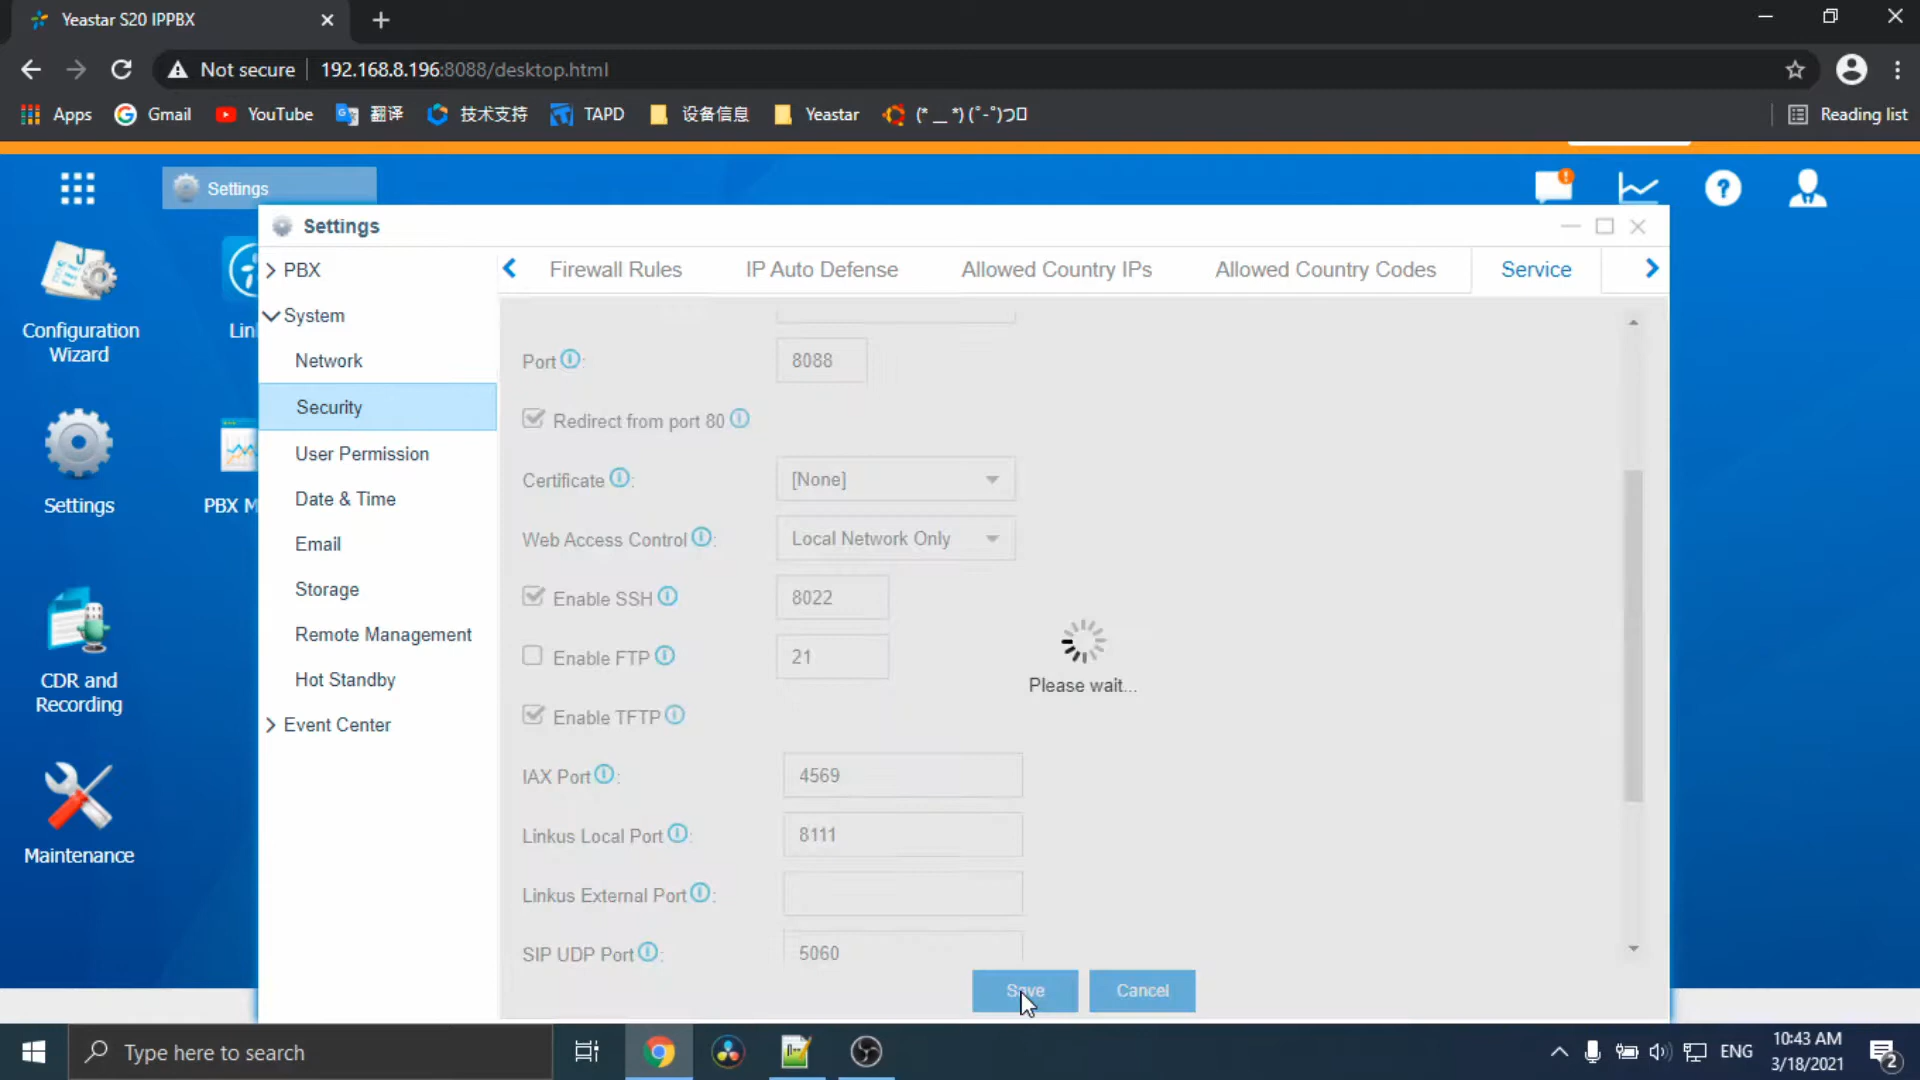 Yeastar S20 IPPBX
Not secure 192.168.8.196:8088/desktop.html
Apps Gmail YouTube 翻译 技术支持 TAPD 设备信息 Yeastar Reading list
Settings
Settings
Configuration
Wizard
Lin
Settings
PBX M
CDR and
Recording
Maintenance
PBX
System
Network
Security
User Permission
Date & Time
Email
Storage
Remote Management
Hot Standby
Event Center
Firewall Rules IP Auto Defense Allowed Country IPs Allowed Country Codes Service
Port : 8088
Redirect from port 80
Certificate : [None]
Web Access Control : Local Network Only
Enable SSH 8022
Enable FTP 21
Enable TFTP
Please wait...
IAX Port : 4569
Linkus Local Port : 8111
Linkus External Port :
SIP UDP Port : 5060
Save Cancel
Type here to search
ENG
10:43 AM
3/18/2021
2